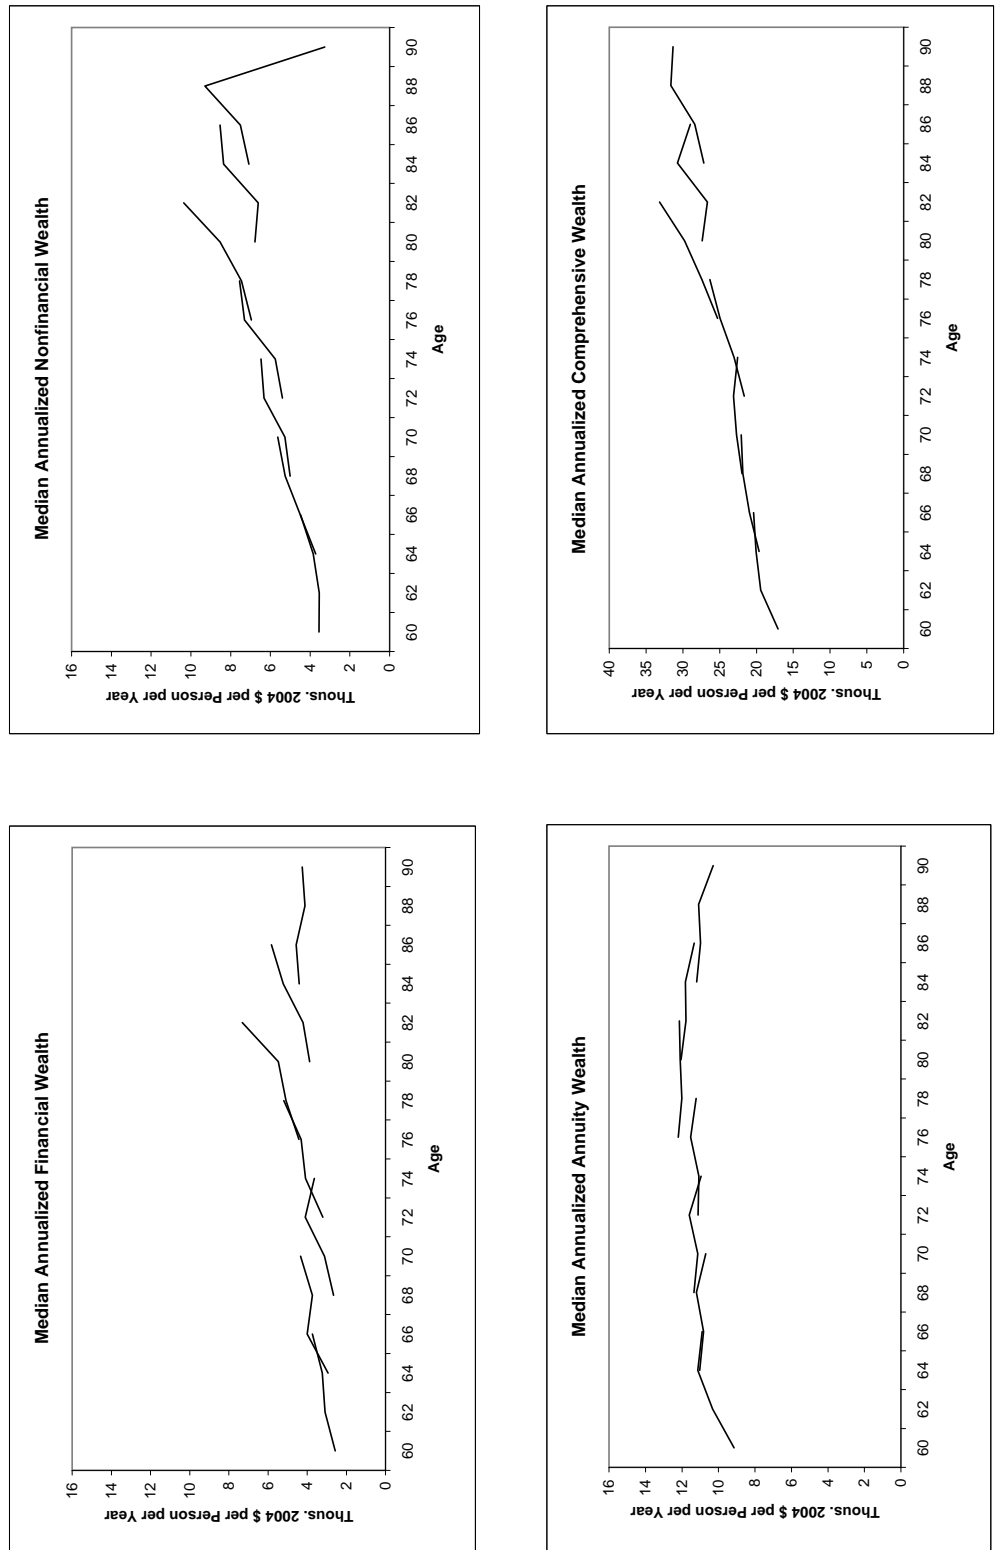 Median Annualized Financial Wealth
Thous. 2004 $ per Person per Year
16
14
12
10
8
6
4
2
0
60 62 64 66 68 70 72 74 76 78 80 82 84 86 88 90
Age
Median Annualized Nonfinancial Wealth
Thous. 2004 $ per Person per Year
16
14
12
10
8
6
4
2
0
60 62 64 66 68 70 72 74 76 78 80 82 84 86 88 90
Age
Median Annualized Annuity Wealth
Thous. 2004 $ per Person per Year
16
14
12
10
8
6
4
2
0
60 62 64 66 68 70 72 74 76 78 80 82 84 86 88 90
Age
Median Annualized Comprehensive Wealth
Thous. 2004 $ per Person per Year
40
35
30
25
20
15
10
5
0
60 62 64 66 68 70 72 74 76 78 80 82 84 86 88 90
Age